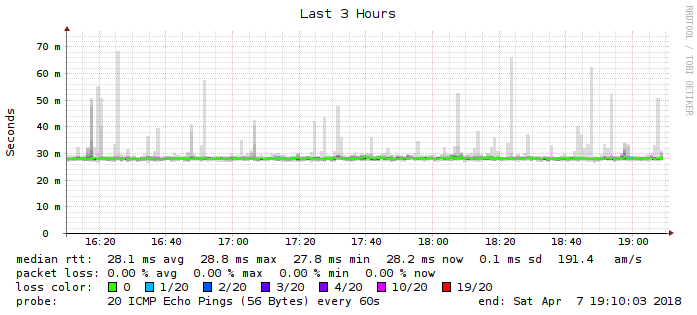 Last 3 Hours
RRDTOOL / TOBI OETIKER
Seconds
70 m
60 m
50 m
40 m
30 m
20 m
10 m
0
16:20 16:40 17:00 17:20 17:40 18:00 18:20 18:40 19:00
median rtt: 28.1 ms avg 28.8 ms max 27.8 ms min 28.2 ms now 0.1 ms sd 191.4 am/s
packet loss: 0.00 % avg 0.00 % max 0.00 % min 0.00 % now
loss color: 0 1/20 2/20 3/20 4/20 10/20 19/20
probe: 20 ICMP Echo Pings (56 Bytes) every 60s end: Sat Apr 7 19:10:03 2018